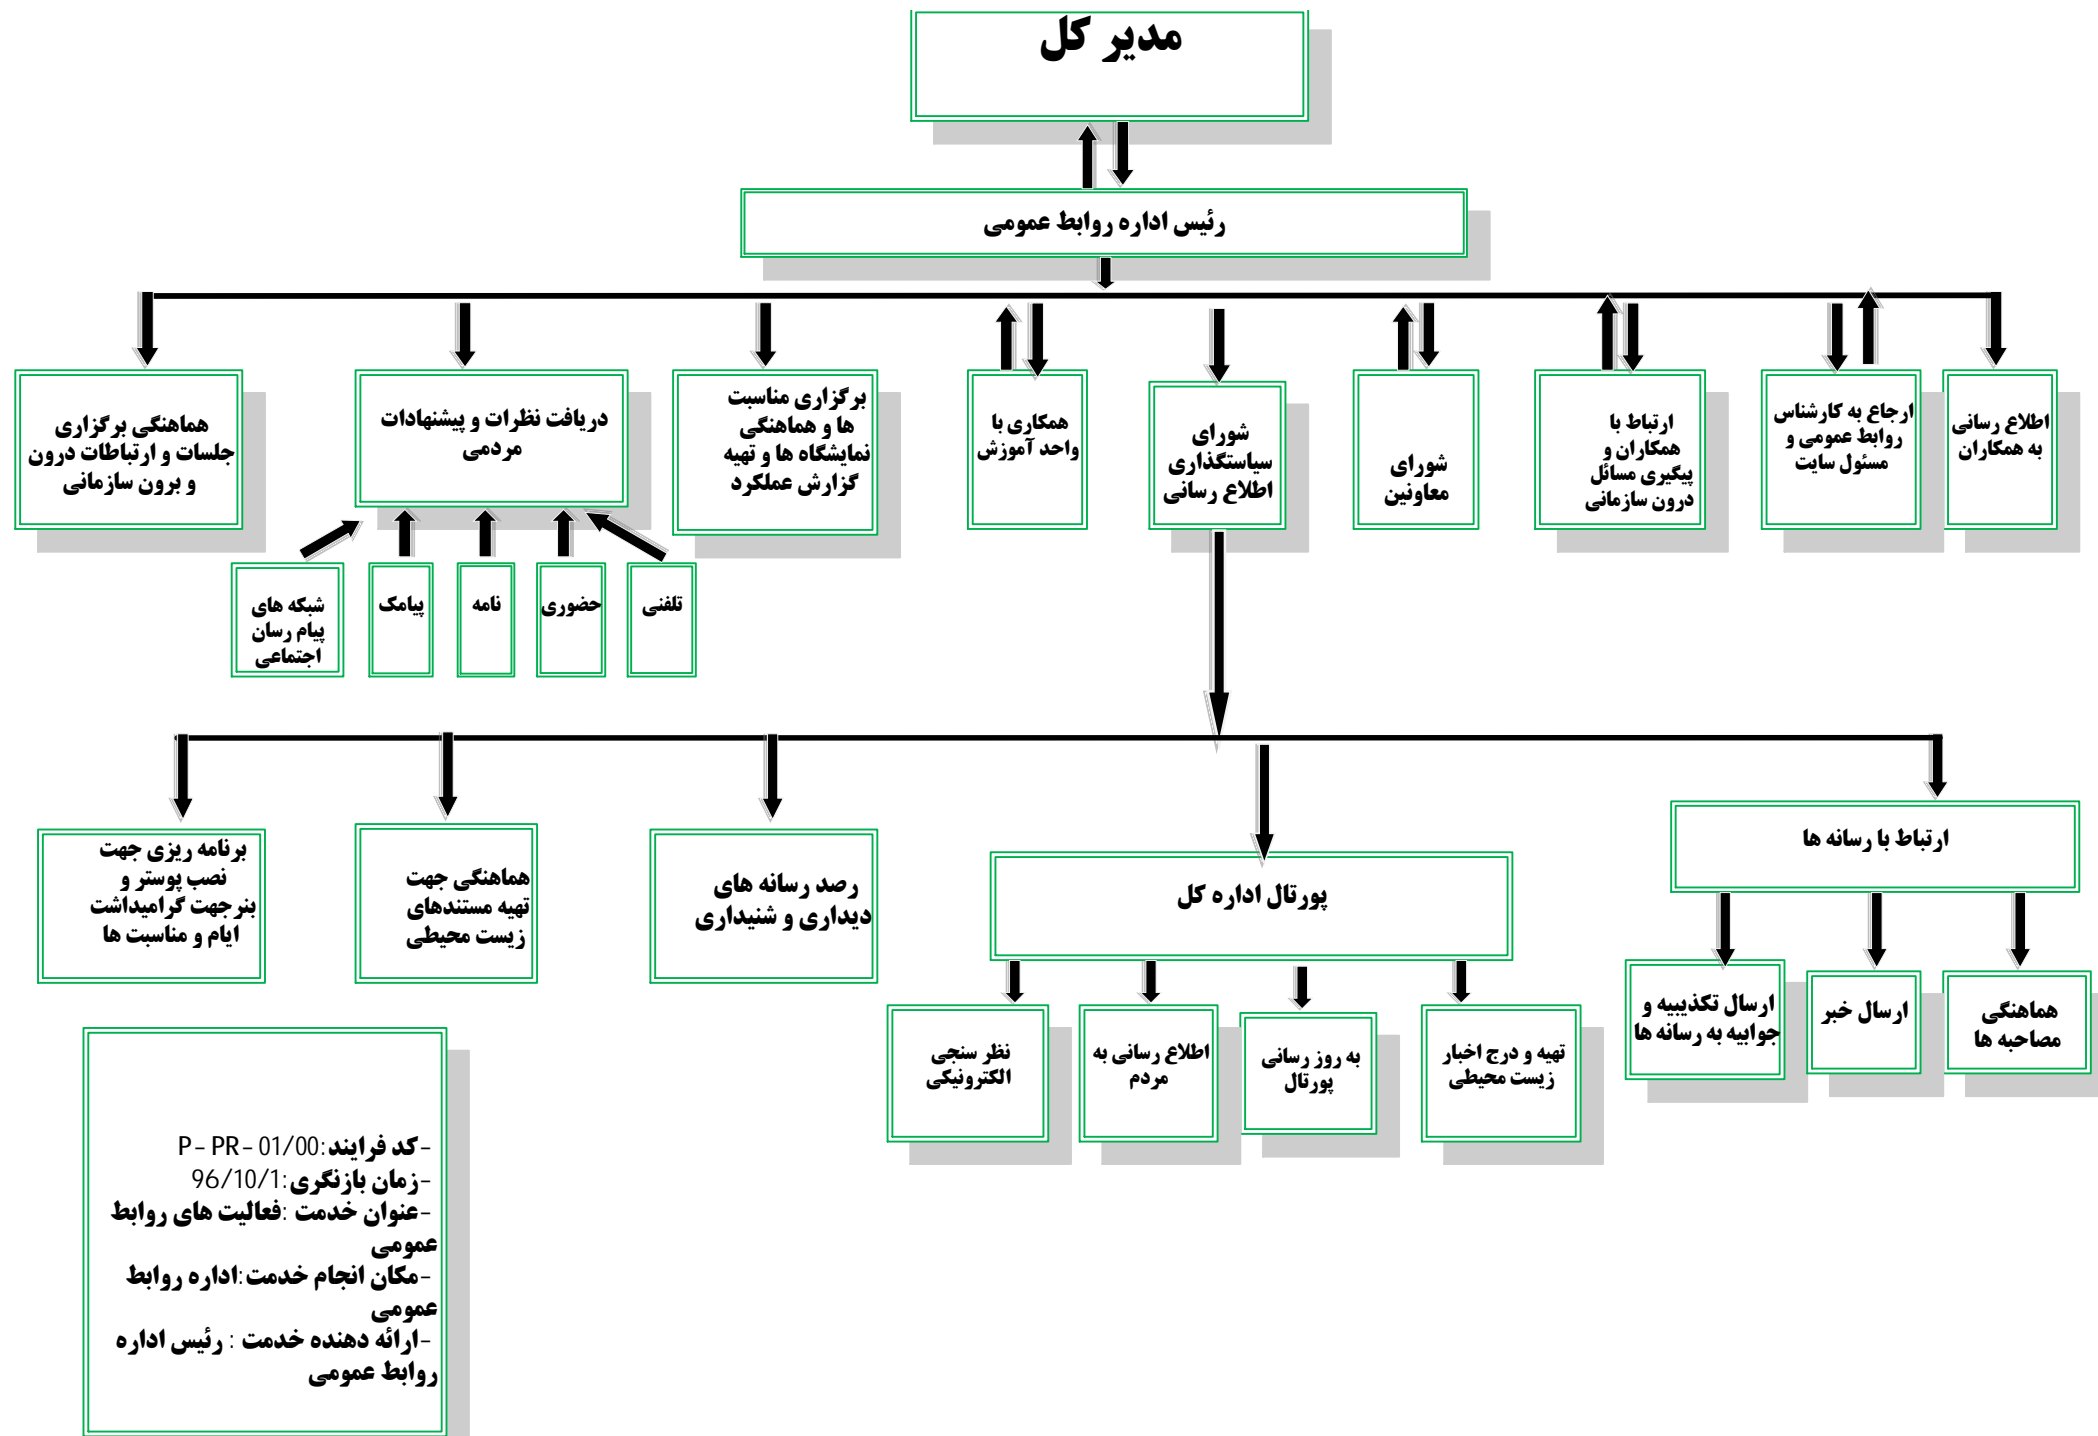 مدیر کل
رئیس اداره روابط عمومی
اطلاع رسانی
به همکاران
ارجاع به کارشناس
روابط عمومی و
مسئول سایت
ارتباط با
همکاران و
پیگیری مسائل
درون سازمانی
شورای
معاونین
شورای
سیاستگذاری
اطلاع رسانی
همکاری با
واحد آموزش
برگزاری مناسبت
ها و هماهنگی
نمایشگاه ها و تهیه
گزارش عملکرد
دریافت نظرات و پیشنهادات
مردمی
هماهنگی برگزاری
جلسات و ارتباطات درون
و برون سازمانی
تلفنی
حضوری
نامه
پیامک
شبکه های
پیام رسان
اجتماعی
ارتباط با رسانه ها
پورتال اداره کل
رصد رسانه های
دیداری و شنیداری
هماهنگی جهت
تهیه مستندهای
زیست محیطی
برنامه ریزی جهت
نصب پوستر و
بنرجهت گرامیداشت
ایام و مناسبت ها
هماهنگی
مصاحبه ها
ارسال خبر
ارسال تکذیبیه و
جوابیه به رسانه ها
تهیه و درج اخبار
زیست محیطی
به روز رسانی
پورتال
اطلاع رسانی به
مردم
نظر سنجی
الکترونیکی
-کد فرایند:P- PR- 01/00
-زمان بازنگری:96/10/1
-عنوان خدمت :فعالیت های روابط
عمومی
-مکان انجام خدمت:اداره روابط
عمومی
-ارائه دهنده خدمت : رئیس اداره
روابط عمومی